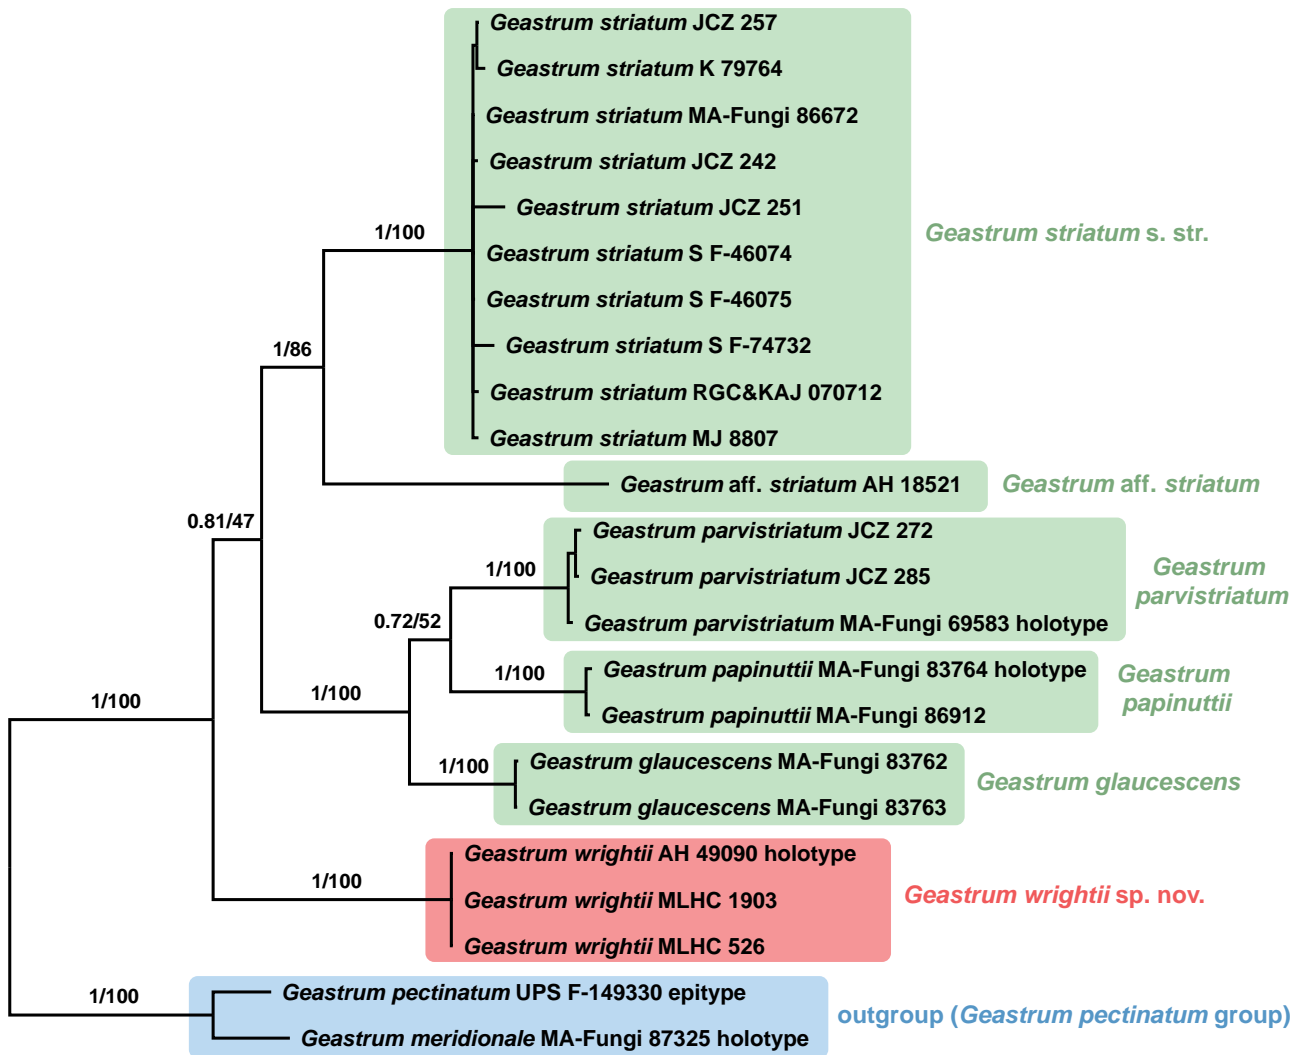 Geastrum striatum JCZ 257
Geastrum striatum K 79764
Geastrum striatum MA-Fungi 86672
Geastrum striatum JCZ 242
Geastrum striatum JCZ 251
1/100
Geastrum striatum s. str.
Geastrum striatum S F-46074
Geastrum striatum S F-46075
Geastrum striatum S F-74732
1/86
Geastrum striatum RGC&KAJ 070712
Geastrum striatum MJ 8807
Geastrum aff. striatum AH 18521
Geastrum aff. striatum
0.81/47
Geastrum parvistriatum JCZ 272
1/100
Geastrum parvistriatum JCZ 285
Geastrum
parvistriatum
0.72/52
Geastrum parvistriatum MA-Fungi 69583 holotype
Geastrum papinuttii MA-Fungi 83764 holotype
1/100
Geastrum
papinuttii
1/100
Geastrum papinuttii MA-Fungi 86912
1/100
Geastrum glaucescens MA-Fungi 83762
1/100
Geastrum glaucescens
Geastrum glaucescens MA-Fungi 83763
Geastrum wrightii AH 49090 holotype
1/100
Geastrum wrightii MLHC 1903
Geastrum wrightii sp. nov.
Geastrum wrightii MLHC 526
1/100
Geastrum pectinatum UPS F-149330 epitype
outgroup (Geastrum pectinatum group)
Geastrum meridionale MA-Fungi 87325 holotype